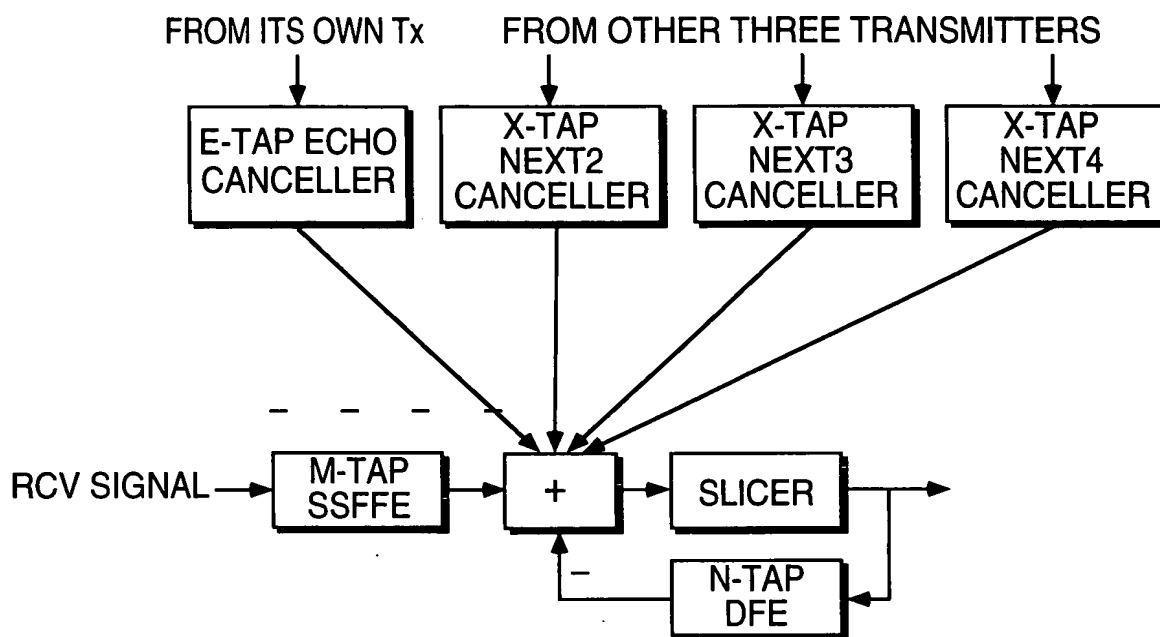 FROM ITS OWN Tx
FROM OTHER THREE TRANSMITTERS
E-TAP ECHO
CANCELLER
X-TAP
NEXT2
CANCELLER
X-TAP
NEXT3
CANCELLER
X-TAP
NEXT4
CANCELLER
– – – –
RCV SIGNAL
M-TAP
SSFFE
+
SLICER
–
N-TAP
DFE